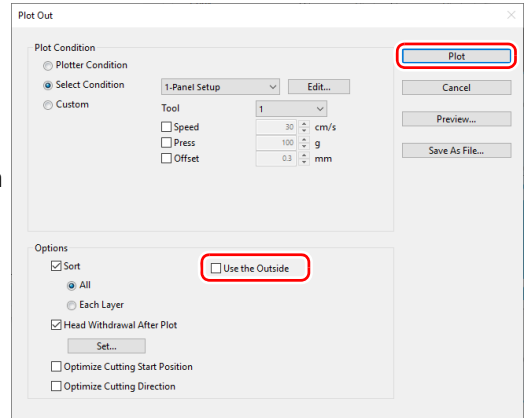 Plot Out
Plot Condition
Plotter Condition
Select Condition
1-Panel Setup
Edit...
Custom
Tool
1
Speed
30
cm/s
Press
100
g
Offset
0.3
mm
Plot
Cancel
Preview...
Save As File...
Options
Sort
Use the Outside
All
Each Layer
Head Withdrawal After Plot
Set...
Optimize Cutting Start Position
Optimize Cutting Direction